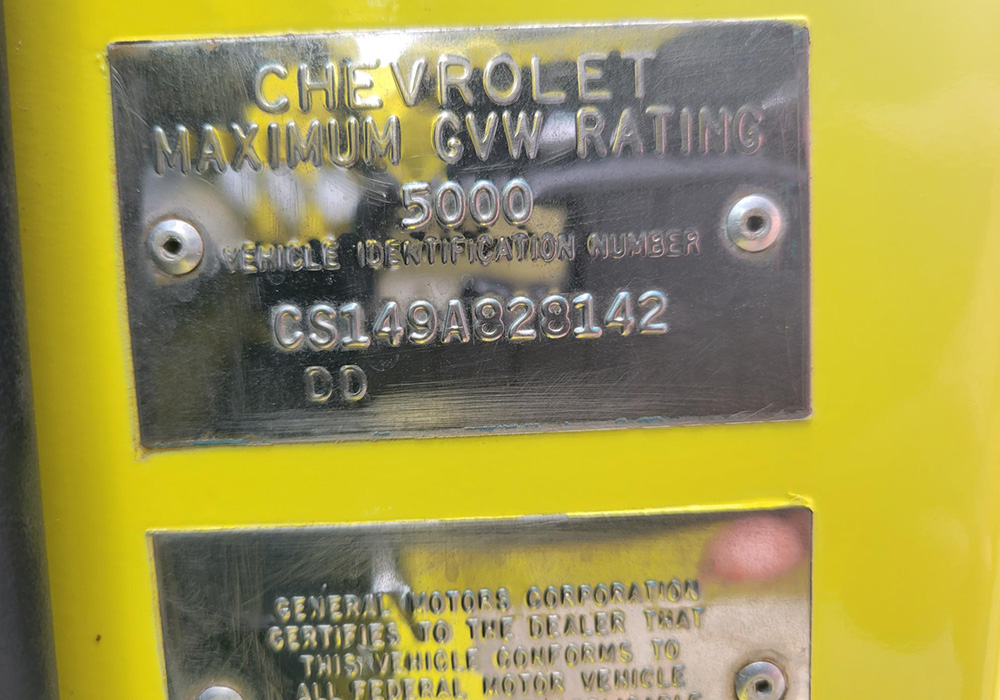 CHEVROLET
MAXIMUM GVW RATING
5000
VEHICLE IDENTIFICATION NUMBER
CS149A828142
DD
GENERAL MOTORS CORPORATION
CERTIFIES TO THE DEALER THAT
THIS VEHICLE CONFORMS TO
ALL FEDERAL MOTOR VEHICLE